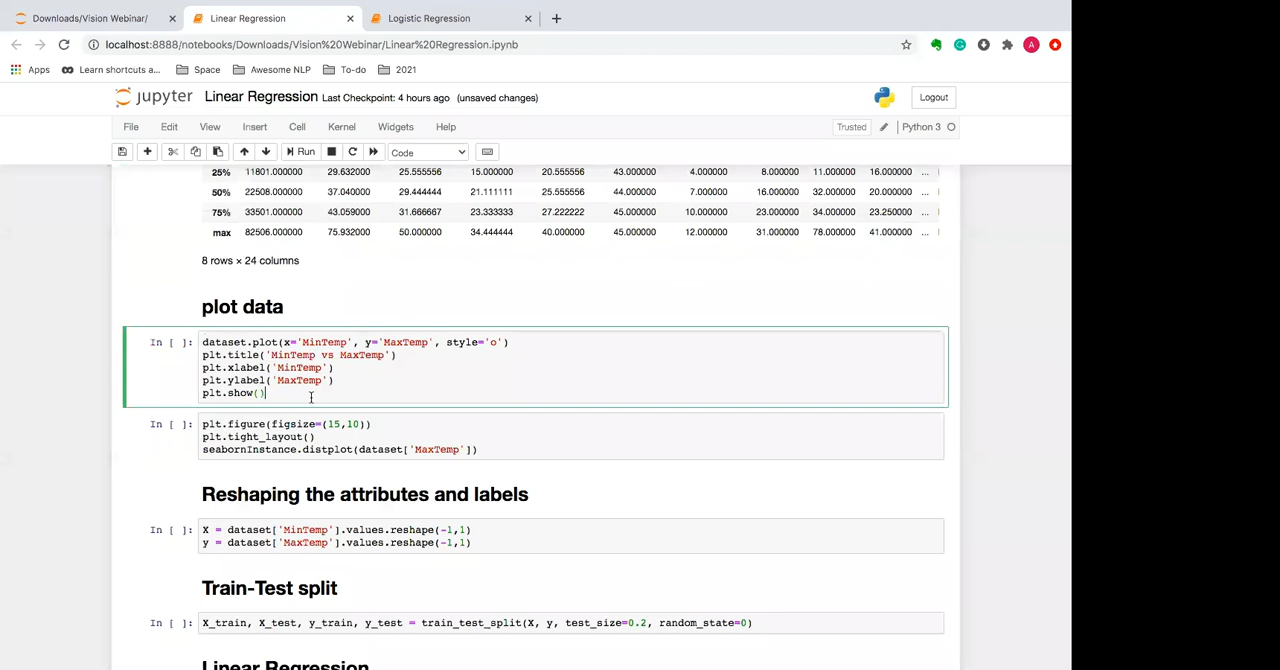 Downloads/Vision Webinar/
Linear Regression
Logistic Regression
localhost:8888/notebooks/Downloads/Vision%20Webinar/Linear%20Regression.ipynb
A
Apps
Learn shortcuts a...
Space
Awesome NLP
To-do
2021
jupyter Linear Regression Last Checkpoint: 4 hours ago (unsaved changes)
Logout
File Edit View Insert Cell Kernel Widgets Help
Trusted
Python 3
Run
Code
25% 11801.000000 29.632000 25.555556 15.000000 20.555556 43.000000 4.000000 8.000000 11.000000 16.000000 ...
50% 22508.000000 37.040000 29.444444 21.111111 25.555556 44.000000 7.000000 16.000000 32.000000 20.000000 ...
75% 33501.000000 43.059000 31.666667 23.333333 27.222222 45.000000 10.000000 23.000000 34.000000 23.250000 ...
max 82506.000000 75.932000 50.000000 34.444444 40.000000 45.000000 12.000000 31.000000 78.000000 41.000000 ...
8 rows × 24 columns
plot data
In [ ]: dataset.plot(x='MinTemp', y='MaxTemp', style='o')
plt.title('MinTemp vs MaxTemp')
plt.xlabel('MinTemp')
plt.ylabel('MaxTemp')
plt.show()
In [ ]: plt.figure(figsize=(15,10))
plt.tight_layout()
seabornInstance.distplot(dataset['MaxTemp'])
Reshaping the attributes and labels
In [ ]: X = dataset['MinTemp'].values.reshape(-1,1)
y = dataset['MaxTemp'].values.reshape(-1,1)
Train-Test split
In [ ]: X_train, X_test, y_train, y_test = train_test_split(X, y, test_size=0.2, random_state=0)
Linear Regression